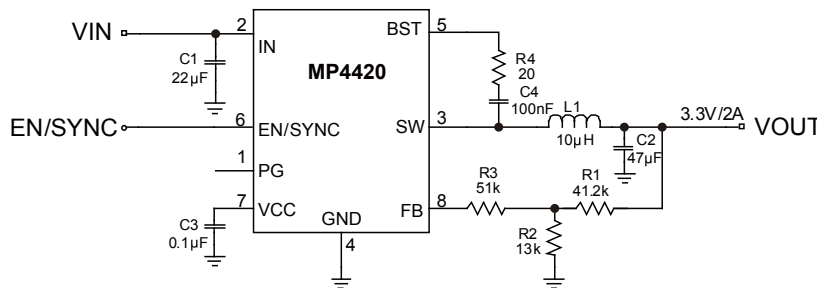 VIN
2
IN
C1
22µF
MP4420
BST
5
R4
20
C4
100nF
EN/SYNC
6
EN/SYNC
SW
3
L1
10µH
3.3V/2A
VOUT
C2
47µF
1
PG
R3
51k
R1
41.2k
7
VCC
FB
8
C3
0.1µF
GND
4
R2
13k